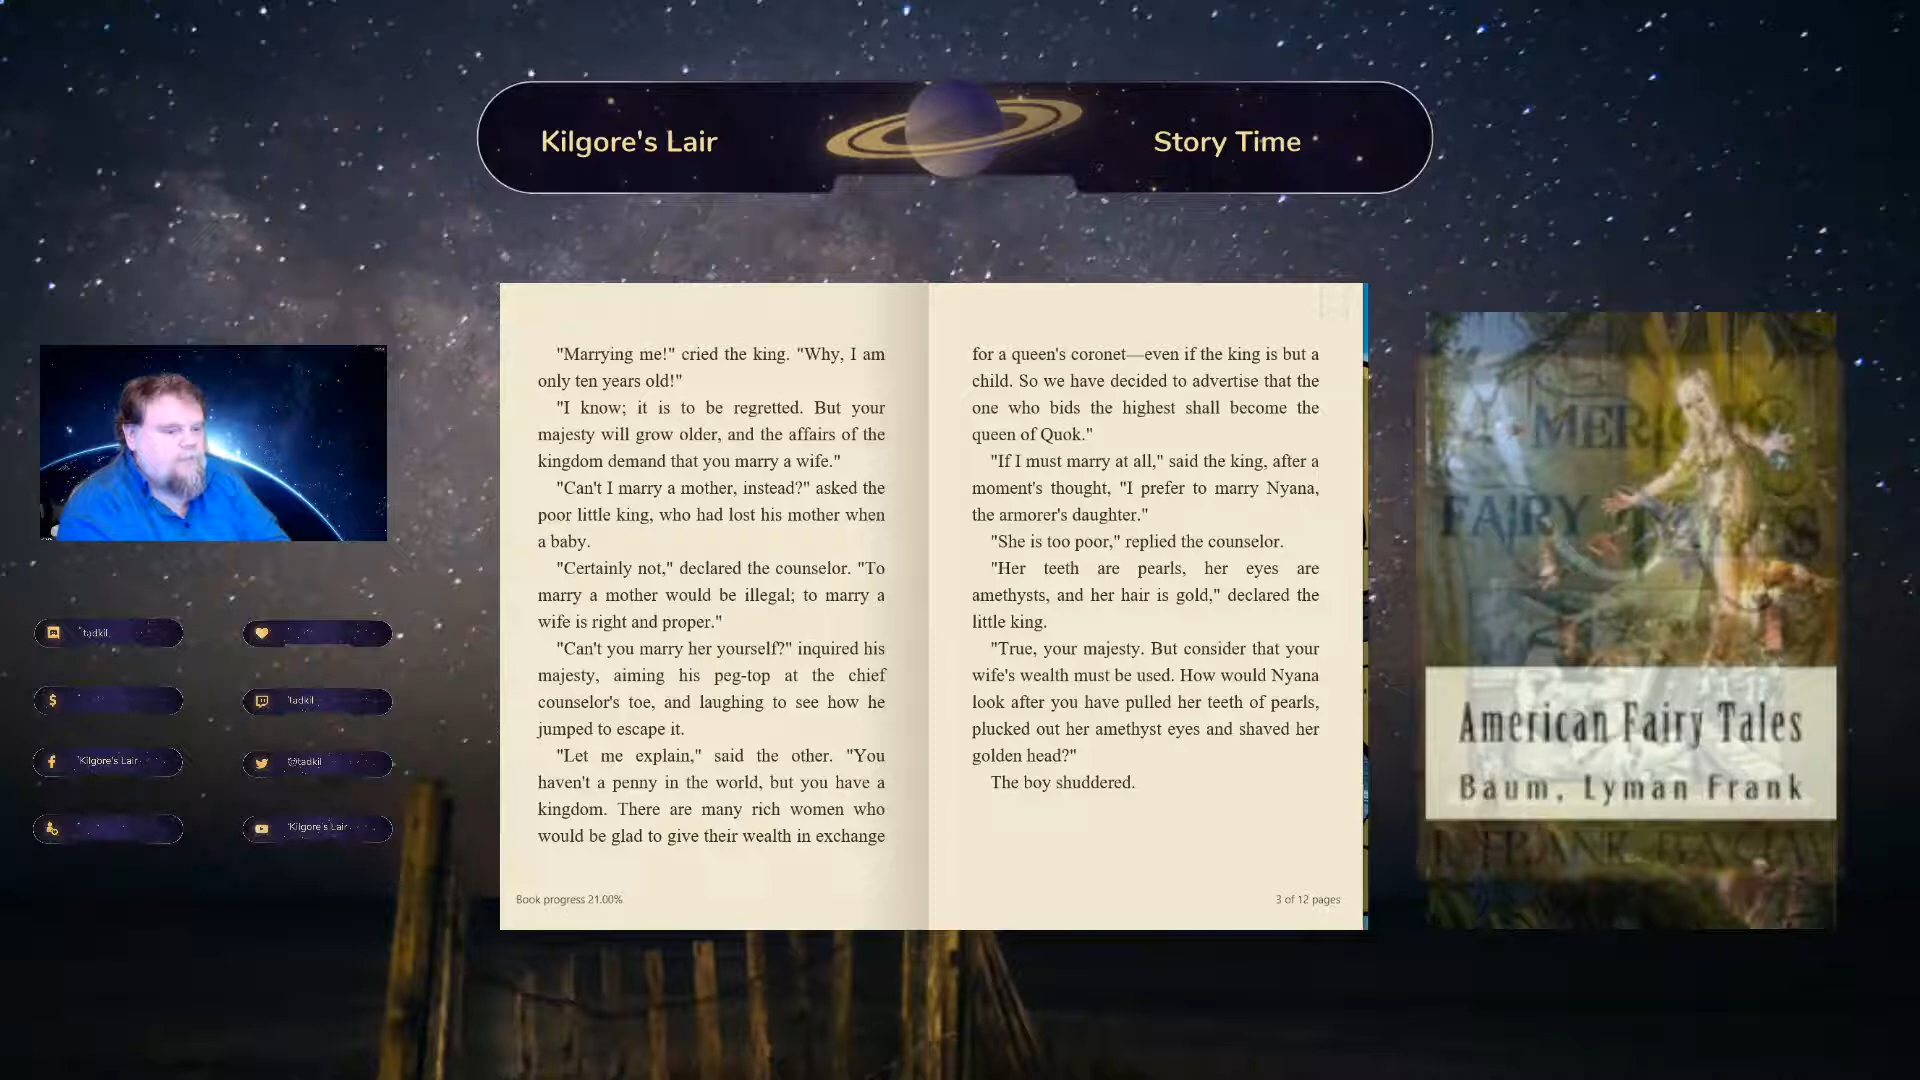 Kilgore's Lair
Story Time
"Marrying me!" cried the king. "Why, I am
only ten years old!"
"I know; it is to be regretted. But your
majesty will grow older, and the affairs of the
kingdom demand that you marry a wife."
"Can't I marry a mother, instead?" asked the
poor little king, who had lost his mother when
a baby.
"Certainly not," declared the counselor. "To
marry a mother would be illegal; to marry a
wife is right and proper."
"Can't you marry her yourself?" inquired his
majesty, aiming his peg-top at the chief
counselor's toe, and laughing to see how he
jumped to escape it.
"Let me explain," said the other. "You
haven't a penny in the world, but you have a
kingdom. There are many rich women who
would be glad to give their wealth in exchange
Book progress 21.00%
for a queen's coronet—even if the king is but a
child. So we have decided to advertise that the
one who bids the highest shall become the
queen of Quok."
"If I must marry at all," said the king, after a
moment's thought, "I prefer to marry Nyana,
the armorer's daughter."
"She is too poor," replied the counselor.
"Her teeth are pearls, her eyes are
amethysts, and her hair is gold," declared the
little king.
"True, your majesty. But consider that your
wife's wealth must be used. How would Nyana
look after you have pulled her teeth of pearls,
plucked out her amethyst eyes and shaved her
golden head?"
The boy shuddered.
3 of 12 pages
tadkil
tadkil
Kilgore's Lair
@tadkil
Kilgore's Lair
FAIRY
American Fairy Tales
Baum, Lyman Frank